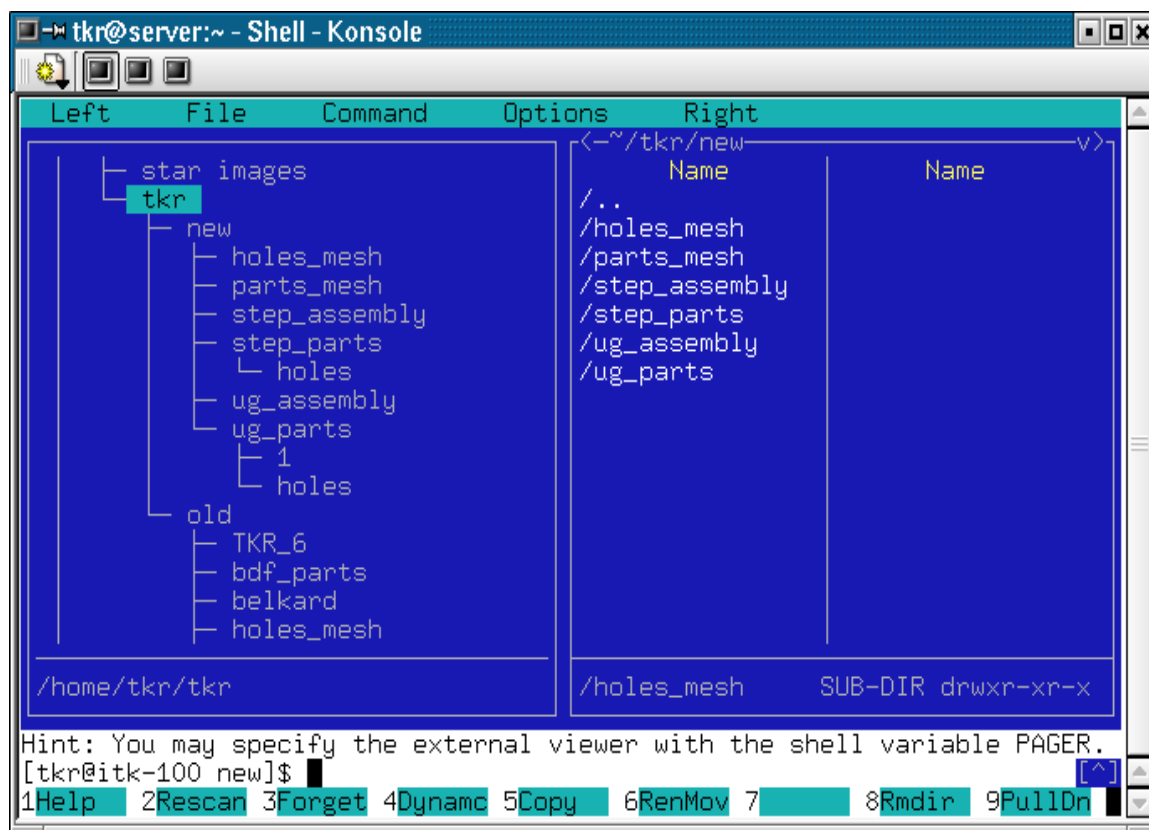 tkr@server:~ - Shell - Konsole
Left File Command Options Right
<-~/tkr/new v>
star images
tkr
new
holes_mesh
parts_mesh
step_assembly
step_parts
holes
ug_assembly
ug_parts
1
holes
old
TKR_6
bdf_parts
belkard
holes_mesh
/home/tkr/tkr
Name Name
/..
/holes_mesh
/parts_mesh
/step_assembly
/step_parts
/ug_assembly
/ug_parts
/holes_mesh SUB-DIR drwxr-xr-x
Hint: You may specify the external viewer with the shell variable PAGER.
[tkr@itk-100 new]$ [^]
1Help 2Rescan 3Forget 4Dynamc 5Copy 6RenMov 7 8Rmdir 9PullDn